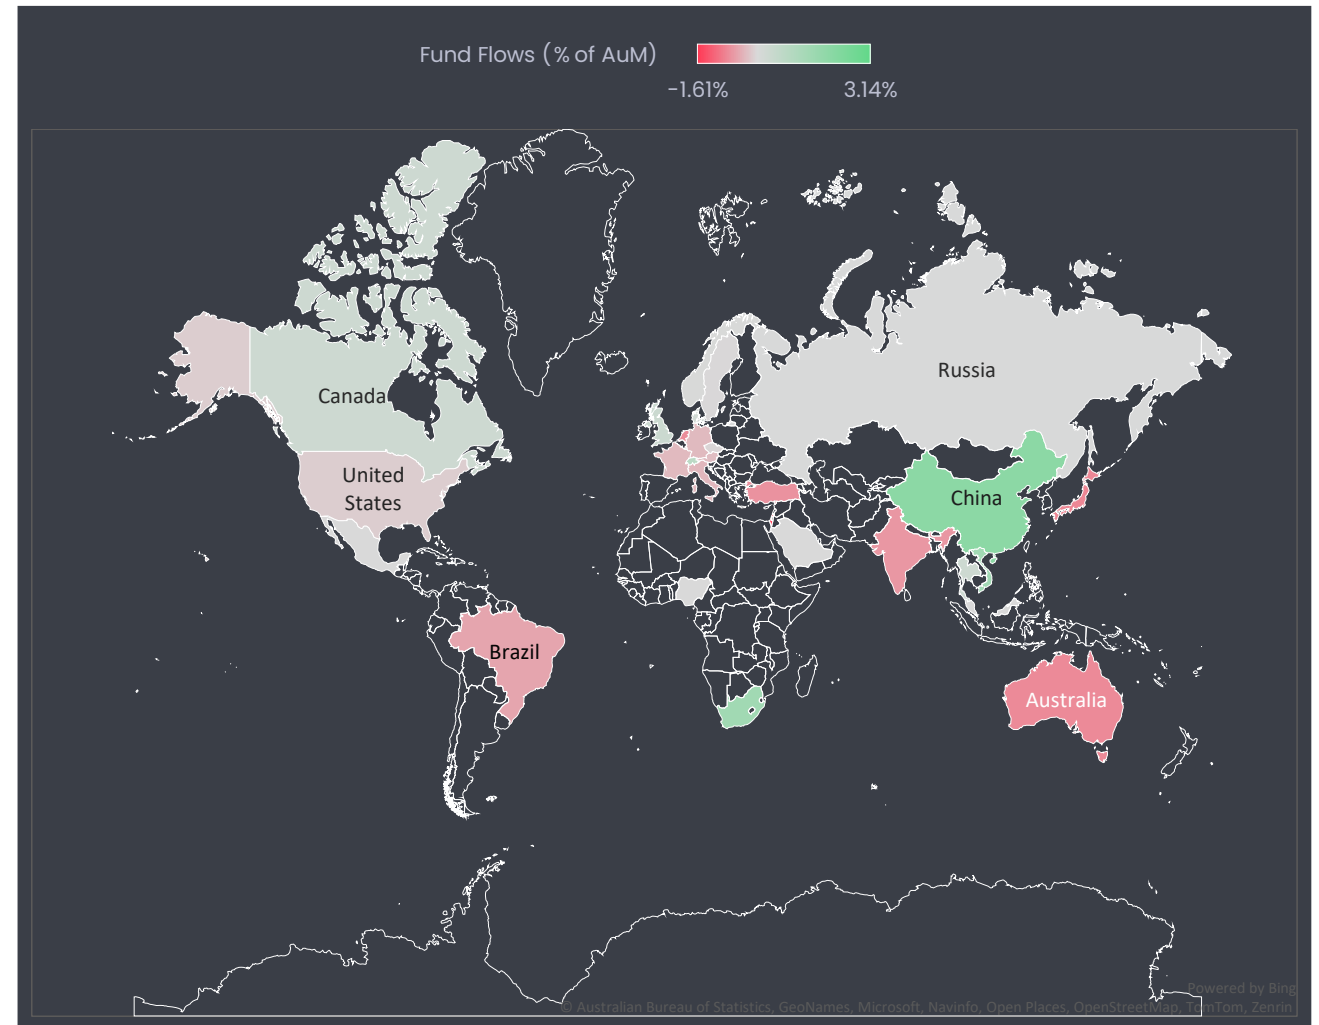 Fund Flows (% of AuM)
-1.61%
3.14%
Canada
Russia
United
States
China
Brazil
Australia
Powered by Bing
© Australian Bureau of Statistics, GeoNames, Microsoft, Navinfo, Open Places, OpenStreetMap, TomTom, Zenrin